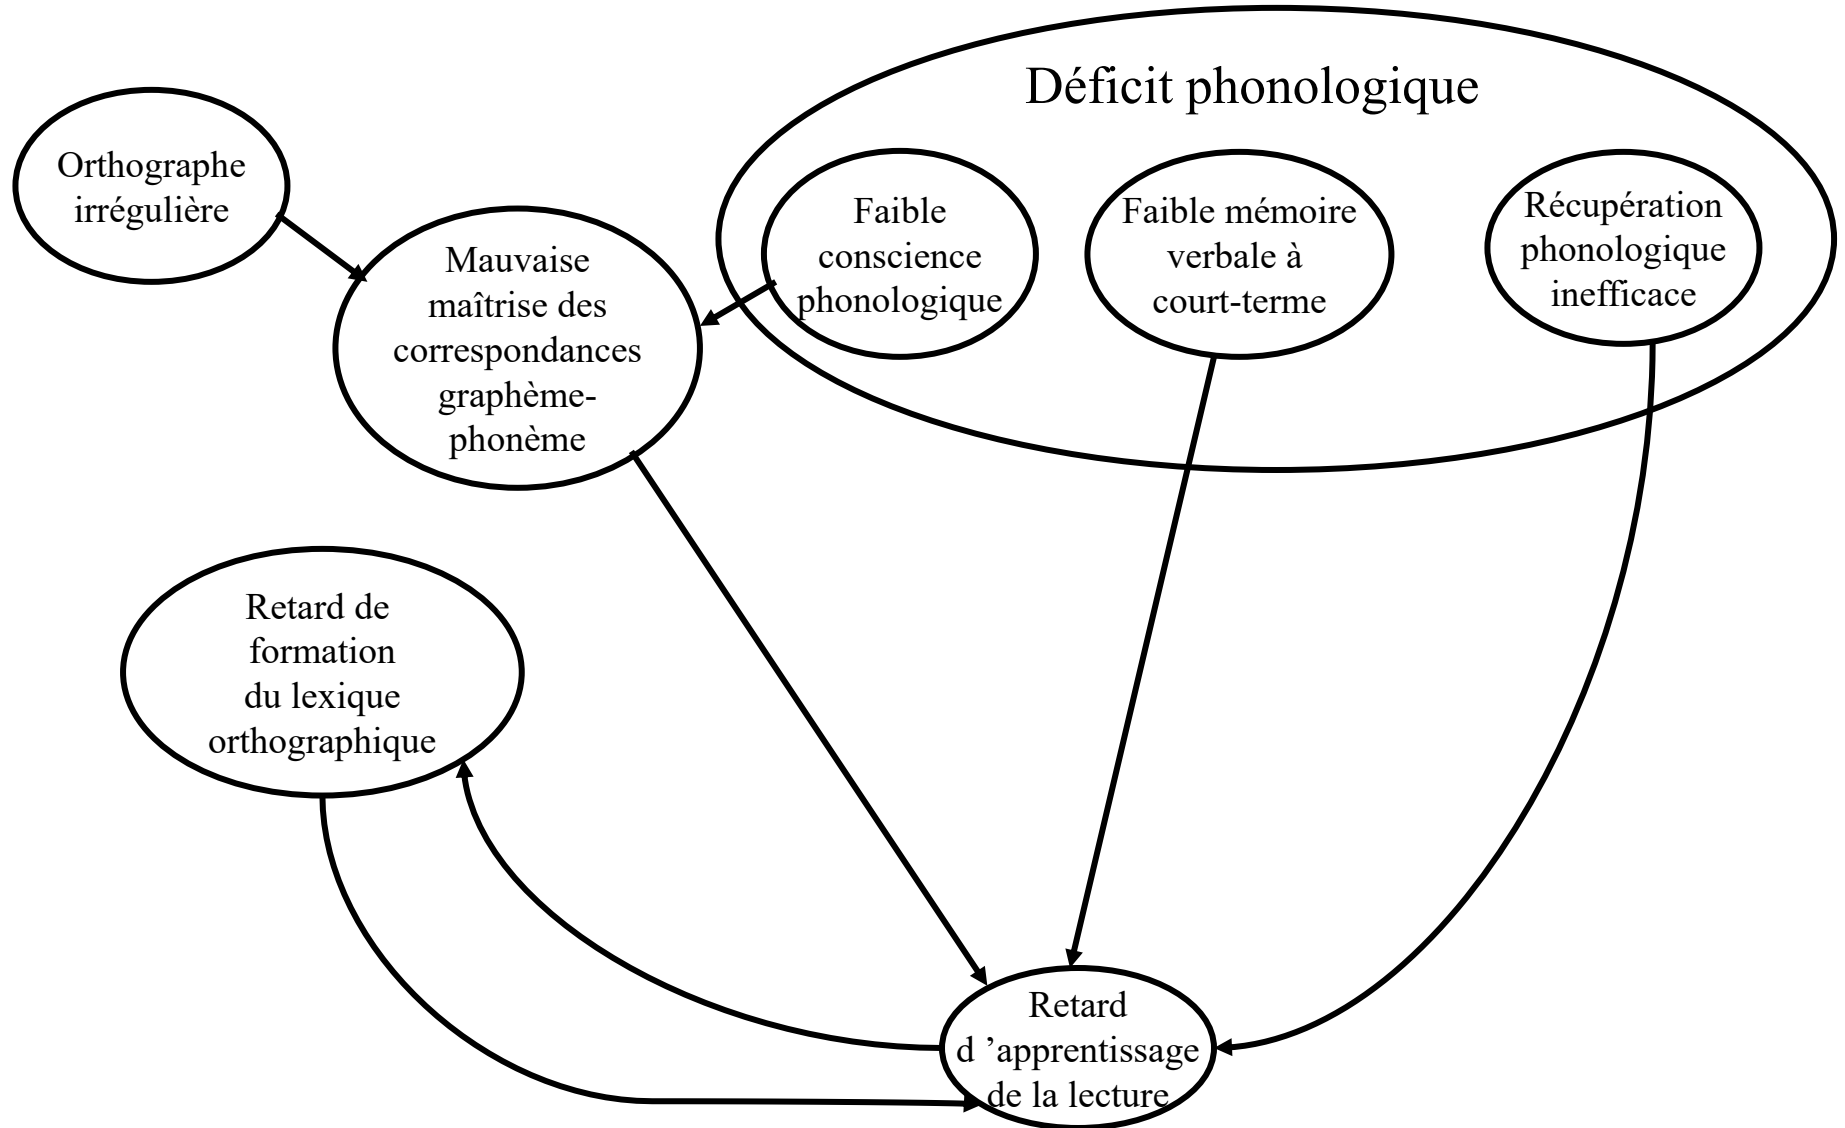 Déficit phonologique
Orthographe
irrégulière
Mauvaise
maîtrise des
correspondances
graphème-
phonème
Faible
conscience
phonologique
Faible mémoire
verbale à
court-terme
Récupération
phonologique
inefficace
Retard de
formation
du lexique
orthographique
Retard
d ’apprentissage
de la lecture